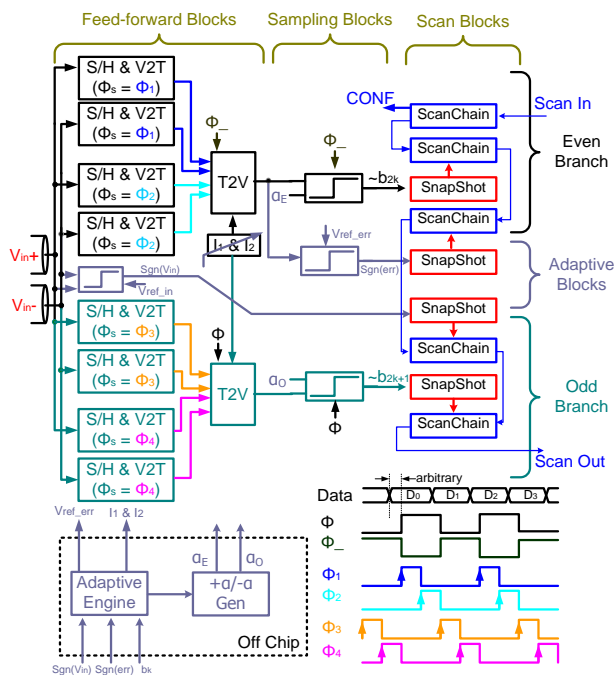 Feed-forward Blocks
Sampling Blocks
Scan Blocks
S/H & V2T
(Φs = Φ1)
S/H & V2T
(Φs = Φ1)
S/H & V2T
(Φs = Φ2)
S/H & V2T
(Φs = Φ2)
Φ_
T2V
Φ_
~b2k
αE
I1 & I2
Vref_err
Sgn(err)
CONF
Scan In
ScanChain
ScanChain
SnapShot
ScanChain
SnapShot
Even
Branch
Vin+
Vin-
Sgn(Vin)
Vref_in
Adaptive
Blocks
SnapShot
ScanChain
SnapShot
ScanChain
Odd
Branch
Scan Out
S/H & V2T
(Φs = Φ3)
S/H & V2T
(Φs = Φ3)
S/H & V2T
(Φs = Φ4)
S/H & V2T
(Φs = Φ4)
Φ
T2V
αO
~b2k+1
Φ
Vref_err
I1 & I2
αE
αO
Adaptive
Engine
+α/-α
Gen
Off Chip
Sgn(Vin)
Sgn(err)
bk
arbitrary
Data
D0
D1
D2
D3
Φ
Φ_
Φ1
Φ2
Φ3
Φ4